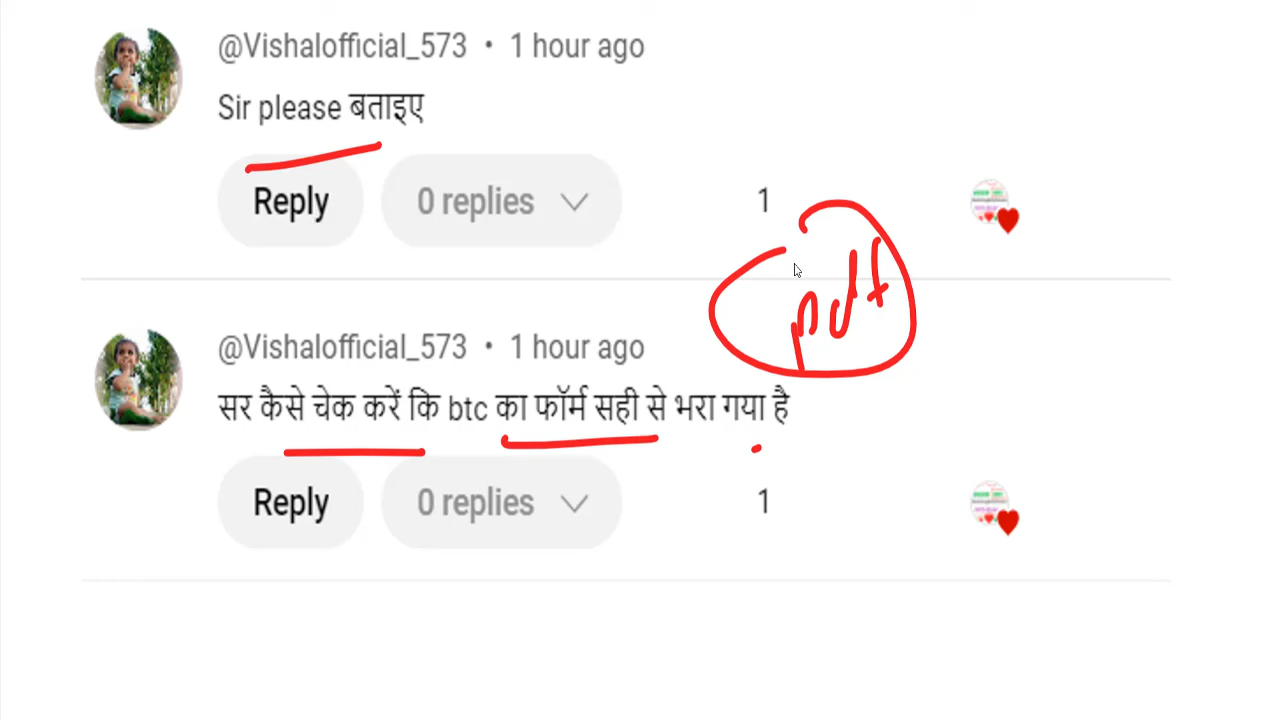 @Vishalofficial_573 • 1 hour ago
Sir please बताइए
Reply 0 replies 1
pdf
@Vishalofficial_573 • 1 hour ago
सर कैसे चेक करें कि btc का फॉर्म सही से भरा गया है
Reply 0 replies 1